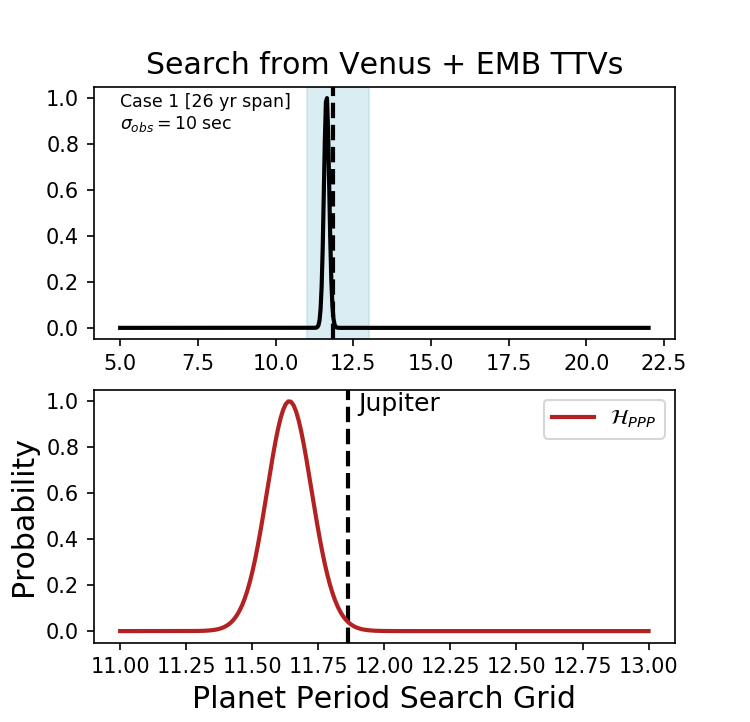 Search from Venus + EMB TTVs
1.0
0.8
0.6
0.4
0.2
0.0
Case 1 [26 yr span]
σ_obs = 10 sec
5.0 7.5 10.0 12.5 15.0 17.5 20.0 22.5
Probability
1.0
0.8
0.6
0.4
0.2
0.0
Jupiter
ℋ_PPP
11.00 11.25 11.50 11.75 12.00 12.25 12.50 12.75 13.00
Planet Period Search Grid